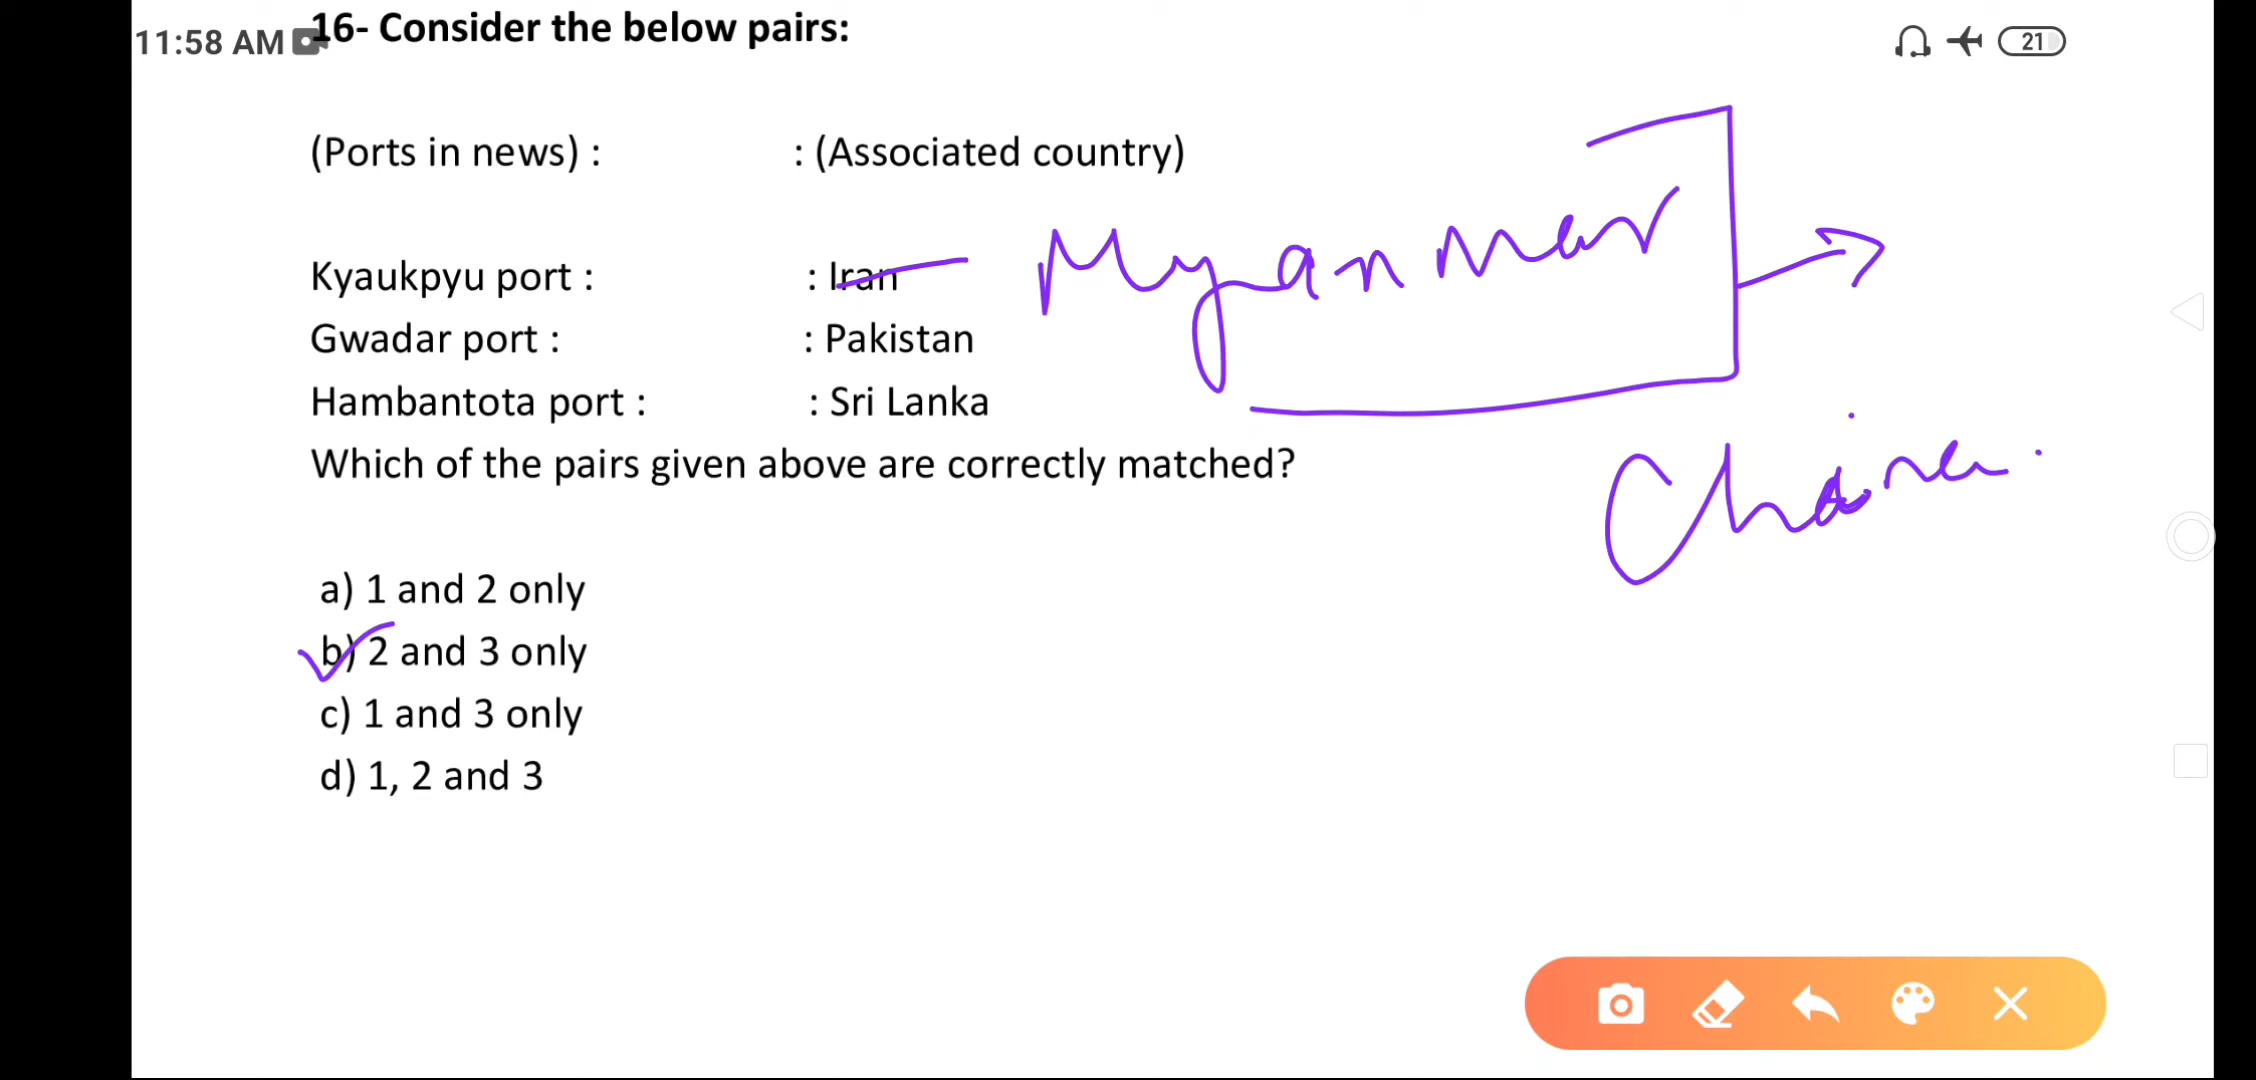 11:58 AM
16- Consider the below pairs:
21
(Ports in news) : : (Associated country)
Kyaukpyu port : : Iran Myanmar
Gwadar port : : Pakistan
Hambantota port : : Sri Lanka
China.
Which of the pairs given above are correctly matched?
a) 1 and 2 only
b) 2 and 3 only
c) 1 and 3 only
d) 1, 2 and 3